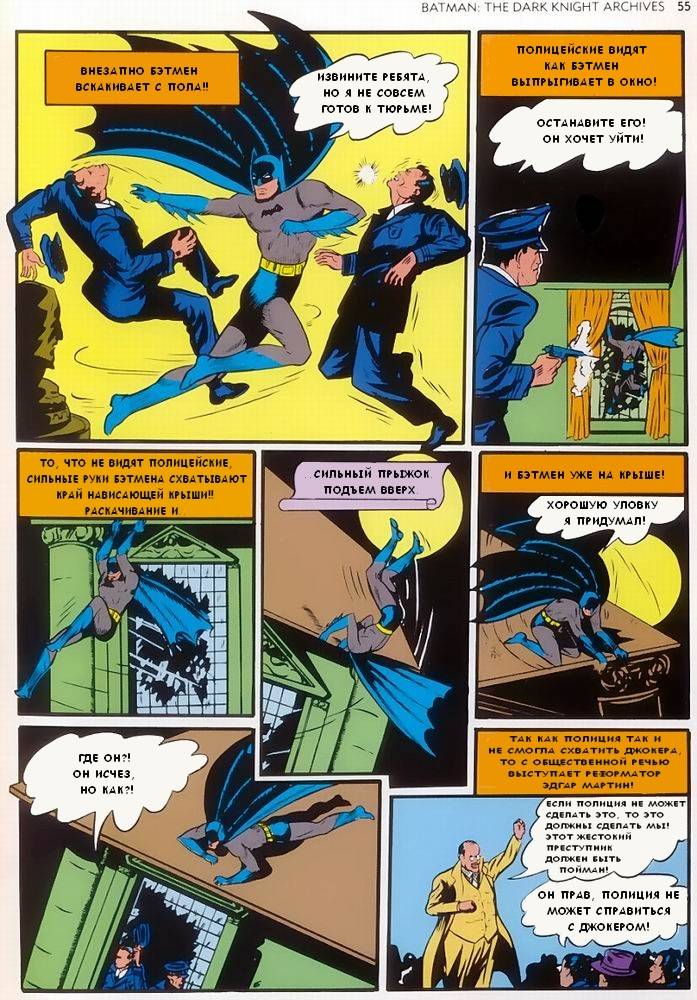 BATMAN: THE DARK KNIGHT ARCHIVES 55
ВНЕЗАПНО БЭТМЕН
ВСКАКИВАЕТ С ПОЛА!!
ИЗВИНИТЕ РЕБЯТА,
НО Я НЕ СОВСЕМ
ГОТОВ К ТЮРЬМЕ!
ПОЛИЦЕЙСКИЕ ВИДЯТ
КАК БЭТМЕН
ВЫПРЫГИВАЕТ В ОКНО!
ОСТАНАВИТЕ ЕГО!
ОН ХОЧЕТ УЙТИ!
ТО, ЧТО НЕ ВИДЯТ ПОЛИЦЕЙСКИЕ,
СИЛЬНЫЕ РУКИ БЭТМЕНА СХВАТЫВАЮТ
КРАЙ НАВИСАЮЩЕЙ КРЫШИ!!
РАСКАЧИВАНИЕ И...
...СИЛЬНЫЙ ПРЫЖОК.
ПОДЪЕМ ВВЕРХ.
И БЭТМЕН УЖЕ НА КРЫШЕ!
ХОРОШУЮ УЛОВКУ
Я ПРИДУМАЛ!
ГДЕ ОН?!
ОН ИСЧЕЗ,
НО КАК?!
ТАК КАК ПОЛИЦИЯ ТАК И
НЕ СМОГЛА СХВАТИТЬ ДЖОКЕРА,
ТО С ОБЩЕСТВЕННОЙ РЕЧЬЮ
ВЫСТУПАЕТ РЕФОРМАТОР
ЭДГАР МАРТИН!
ЕСЛИ ПОЛИЦИЯ НЕ МОЖЕТ
СДЕЛАТЬ ЭТО, ТО ЭТО
ДОЛЖНЫ СДЕЛАТЬ МЫ!
ЭТОТ ЖЕСТОКИЙ
ПРЕСТУПНИК
ДОЛЖЕН БЫТЬ
ПОЙМАН!
ОН ПРАВ, ПОЛИЦИЯ НЕ
МОЖЕТ СПРАВИТЬСЯ
С ДЖОКЕРОМ!